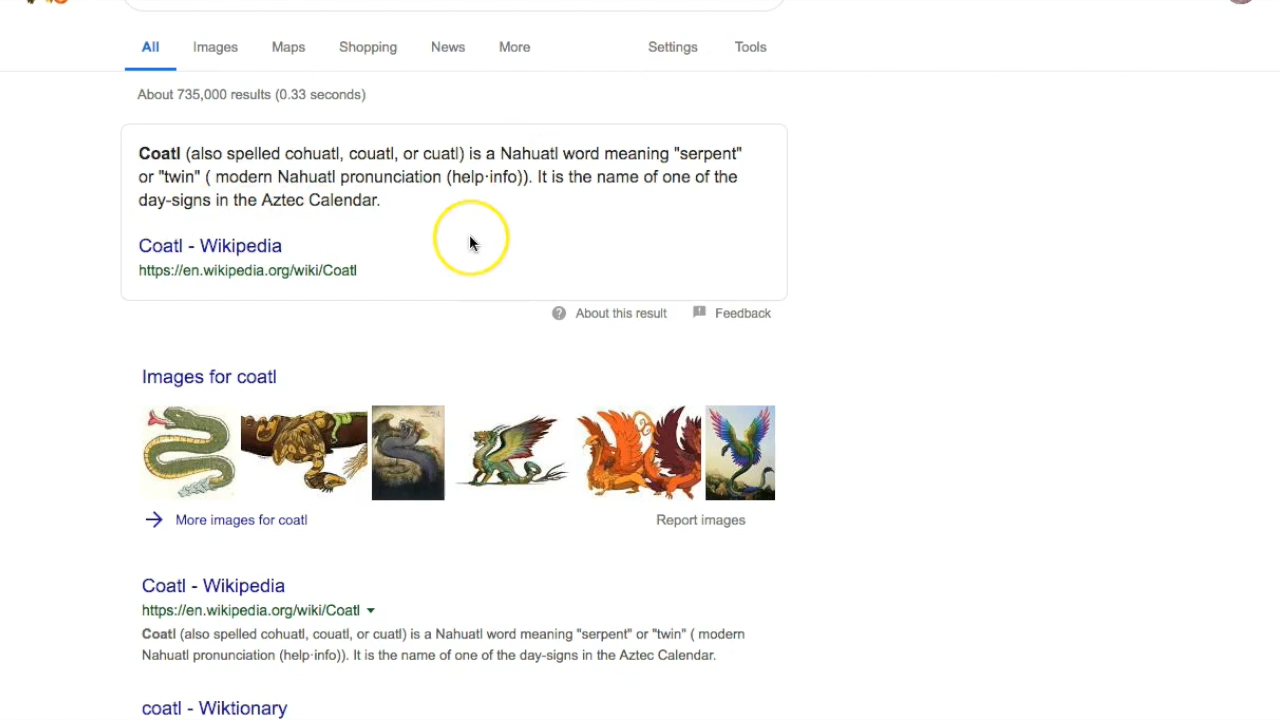 All Images Maps Shopping News More Settings Tools
About 735,000 results (0.33 seconds)
Coatl (also spelled cohuatl, couatl, or cuatl) is a Nahuatl word meaning "serpent"
or "twin" ( modern Nahuatl pronunciation (help·info)). It is the name of one of the
day-signs in the Aztec Calendar.
Coatl - Wikipedia
https://en.wikipedia.org/wiki/Coatl
About this result Feedback
Images for coatl
More images for coatl Report images
Coatl - Wikipedia
https://en.wikipedia.org/wiki/Coatl
Coatl (also spelled cohuatl, couatl, or cuatl) is a Nahuatl word meaning "serpent" or "twin" ( modern
Nahuatl pronunciation (help·info)). It is the name of one of the day-signs in the Aztec Calendar.
coatl - Wiktionary